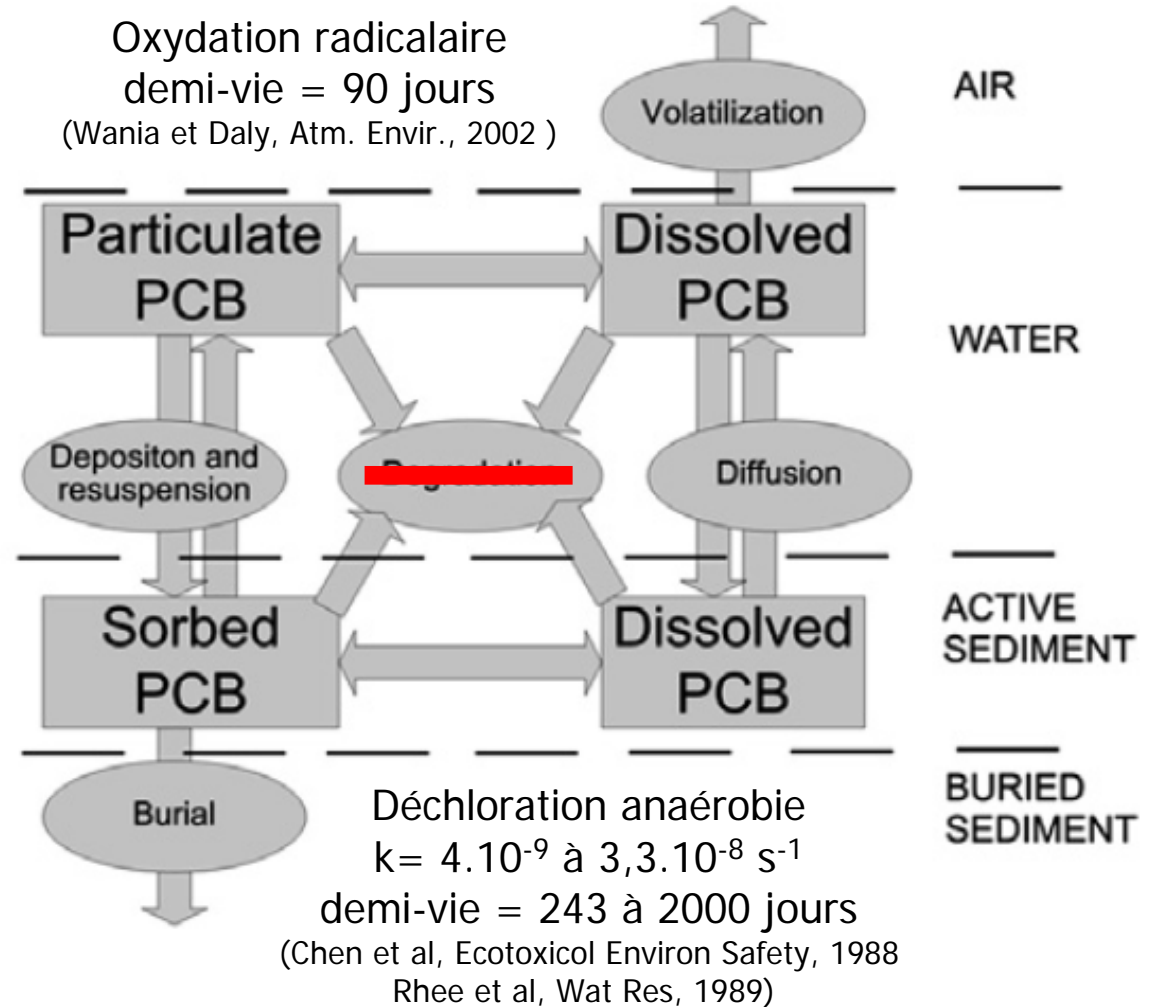 Oxydation radicalaire
demi-vie = 90 jours
(Wania et Daly, Atm. Envir., 2002 )
Volatilization
AIR
Particulate
PCB
Dissolved
PCB
WATER
Depositon and
resuspension
Diffusion
Sorbed
PCB
Dissolved
PCB
ACTIVE
SEDIMENT
Burial
BURIED
SEDIMENT
Déchloration anaérobie
k= 4.10⁻⁹ à 3,3.10⁻⁸ s⁻¹
demi-vie = 243 à 2000 jours
(Chen et al, Ecotoxicol Environ Safety, 1988
Rhee et al, Wat Res, 1989)